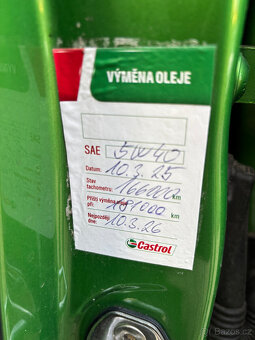 VÝMĚNA OLEJE
SAE 5W40
Datum: 10.3.25
Stav tachometru: 166000 km
Příští výměna oleje při: 181000 km
Nejpozději dne: 10.3.26
Castrol
Bazoš.cz